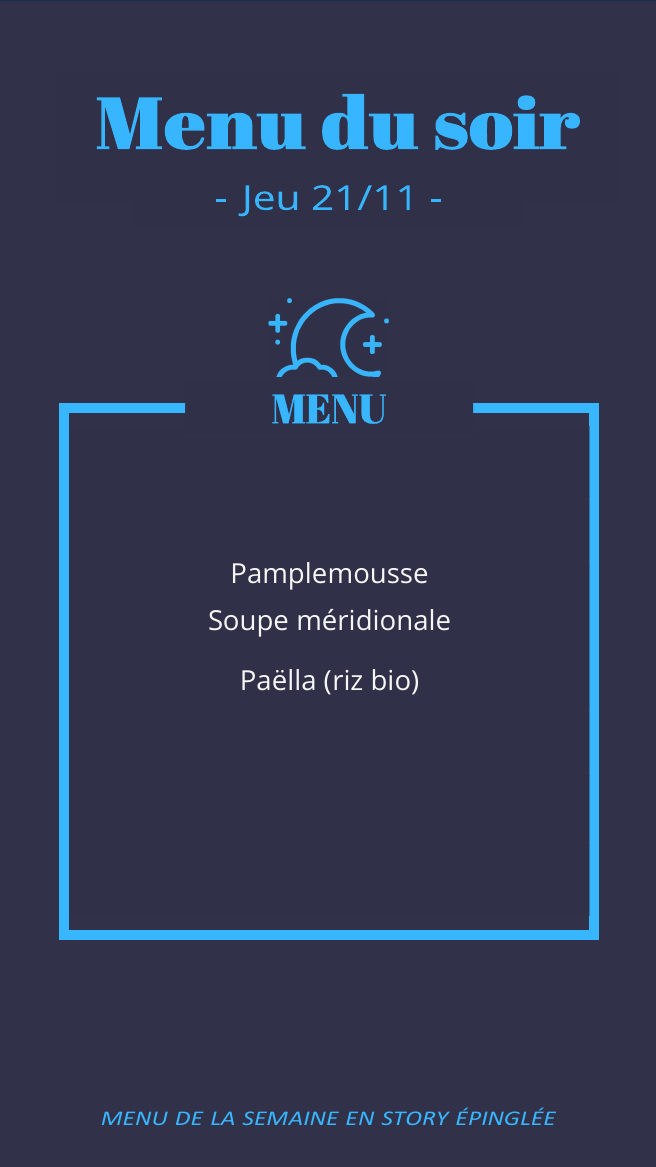 Menu du soir
- Jeu 21/11 -
MENU
Pamplemousse
Soupe méridionale
Paëlla (riz bio)
MENU DE LA SEMAINE EN STORY ÉPINGLÉE